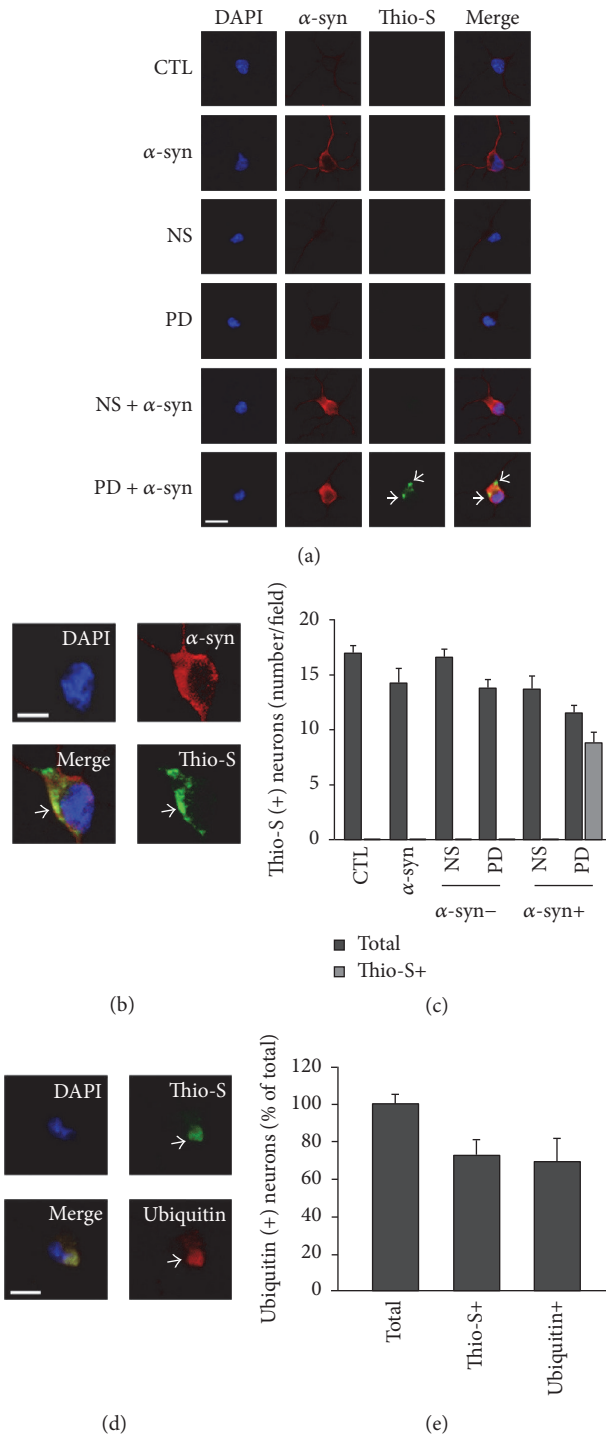 DAPI α-syn Thio-S Merge
CTL
α-syn
NS
PD
NS + α-syn
PD + α-syn
(a)
DAPI α-syn
Merge Thio-S
(b)
Thio-S (+) neurons (number/field)
20
15
10
5
0
CTL α-syn NS PD NS PD
α-syn− α-syn+
Total
Thio-S+
(c)
DAPI Thio-S
Merge Ubiquitin
(d)
Ubiquitin (+) neurons (% of total)
120
100
80
60
40
20
0
Total Thio-S+ Ubiquitin+
(e)